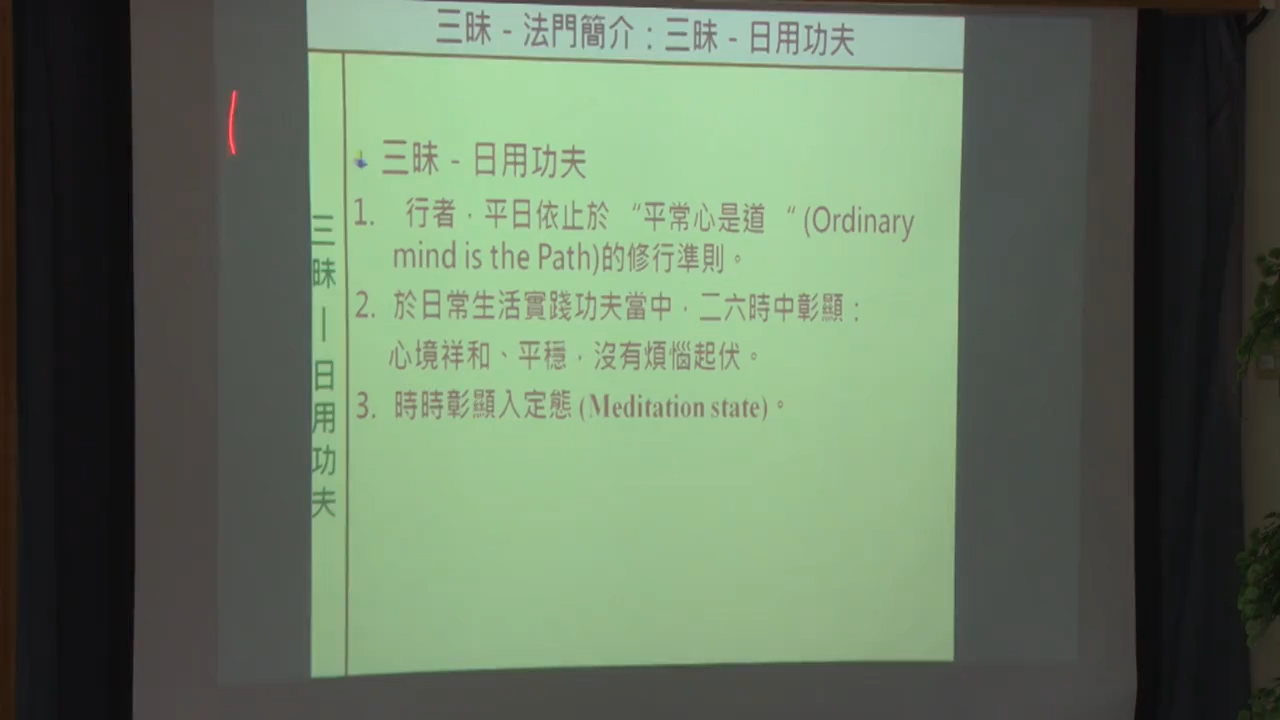 三昧 - 法門簡介：三昧 - 日用功夫
三昧 - 日用功夫
1. 行者，平日依止於 “平常心是道 “ (Ordinary
mind is the Path)的修行準則。
2. 於日常生活實踐功夫當中，二六時中彰顯：
心境祥和、平穩，沒有煩惱起伏。
3. 時時彰顯入定態 (Meditation state)。
三昧－日用功夫